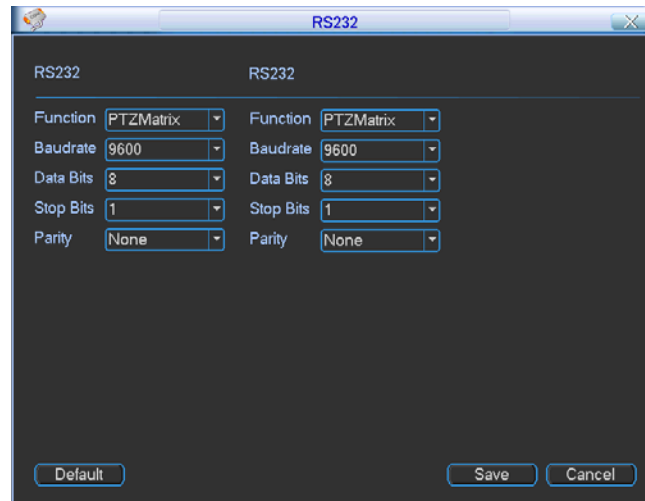 RS232
RS232 RS232
Function PTZMatrix Function PTZMatrix
Baudrate 9600 Baudrate 9600
Data Bits 8 Data Bits 8
Stop Bits 1 Stop Bits 1
Parity None Parity None
Default Save Cancel